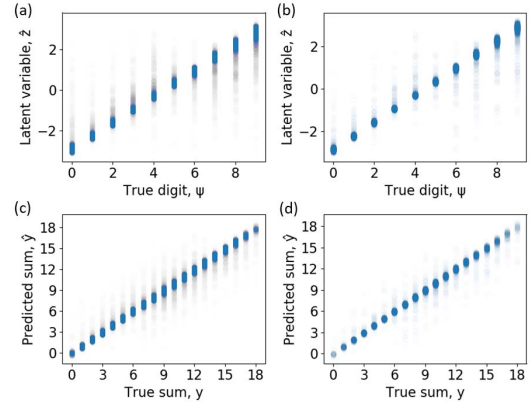 (a)
(b)
Latent variable, ẑ
2
0
−2
0 2 4 6 8
True digit, ψ
Latent variable, ẑ
2
0
−2
0 2 4 6 8
True digit, ψ
(c)
(d)
Predicted sum, ŷ
18
15
12
9
6
3
0
0 3 6 9 12 15 18
True sum, y
Predicted sum, ŷ
18
15
12
9
6
3
0
0 3 6 9 12 15 18
True sum, y